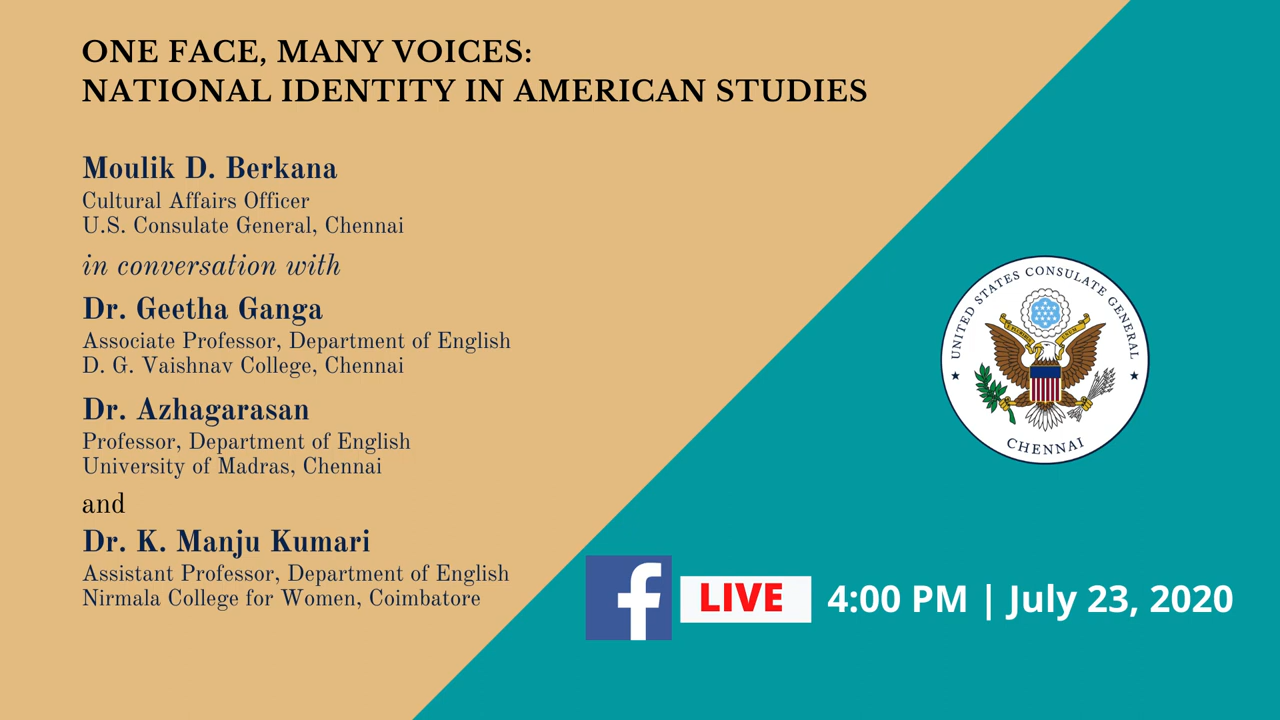 ONE FACE, MANY VOICES:
NATIONAL IDENTITY IN AMERICAN STUDIES
Moulik D. Berkana
Cultural Affairs Officer
U.S. Consulate General, Chennai
in conversation with
Dr. Geetha Ganga
Associate Professor, Department of English
D. G. Vaishnav College, Chennai
Dr. Azhagarasan
Professor, Department of English
University of Madras, Chennai
and
Dr. K. Manju Kumari
Assistant Professor, Department of English
Nirmala College for Women, Coimbatore
UNITED STATES CONSULATE GENERAL
CHENNAI
f LIVE 4:00 PM | July 23, 2020